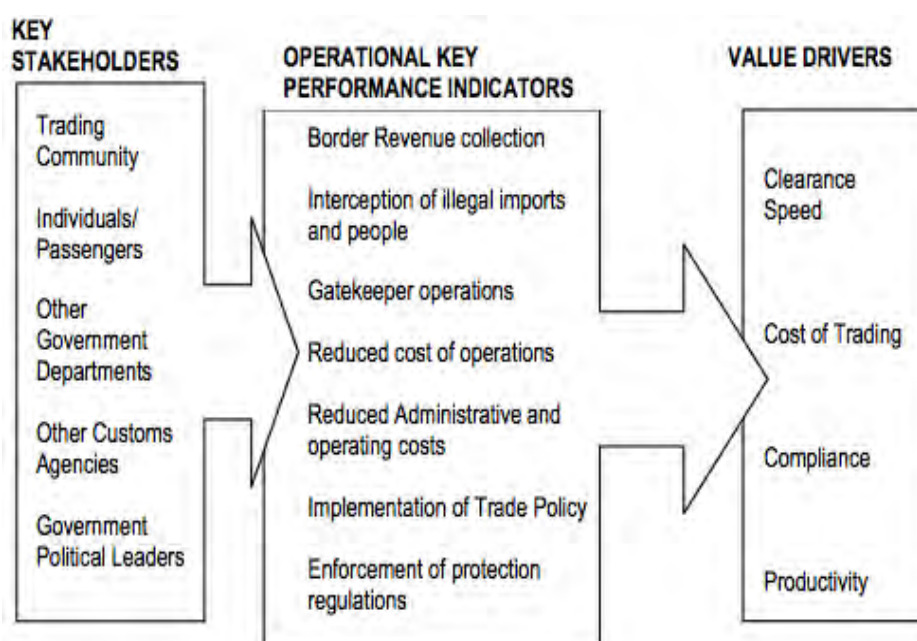 KEY
STAKEHOLDERS
Trading
Community
Individuals/
Passengers
Other
Government
Departments
Other Customs
Agencies
Government
Political Leaders
OPERATIONAL KEY
PERFORMANCE INDICATORS
Border Revenue collection
Interception of illegal imports
and people
Gatekeeper operations
Reduced cost of operations
Reduced Administrative and
operating costs
Implementation of Trade Policy
Enforcement of protection
regulations
VALUE DRIVERS
Clearance
Speed
Cost of Trading
Compliance
Productivity